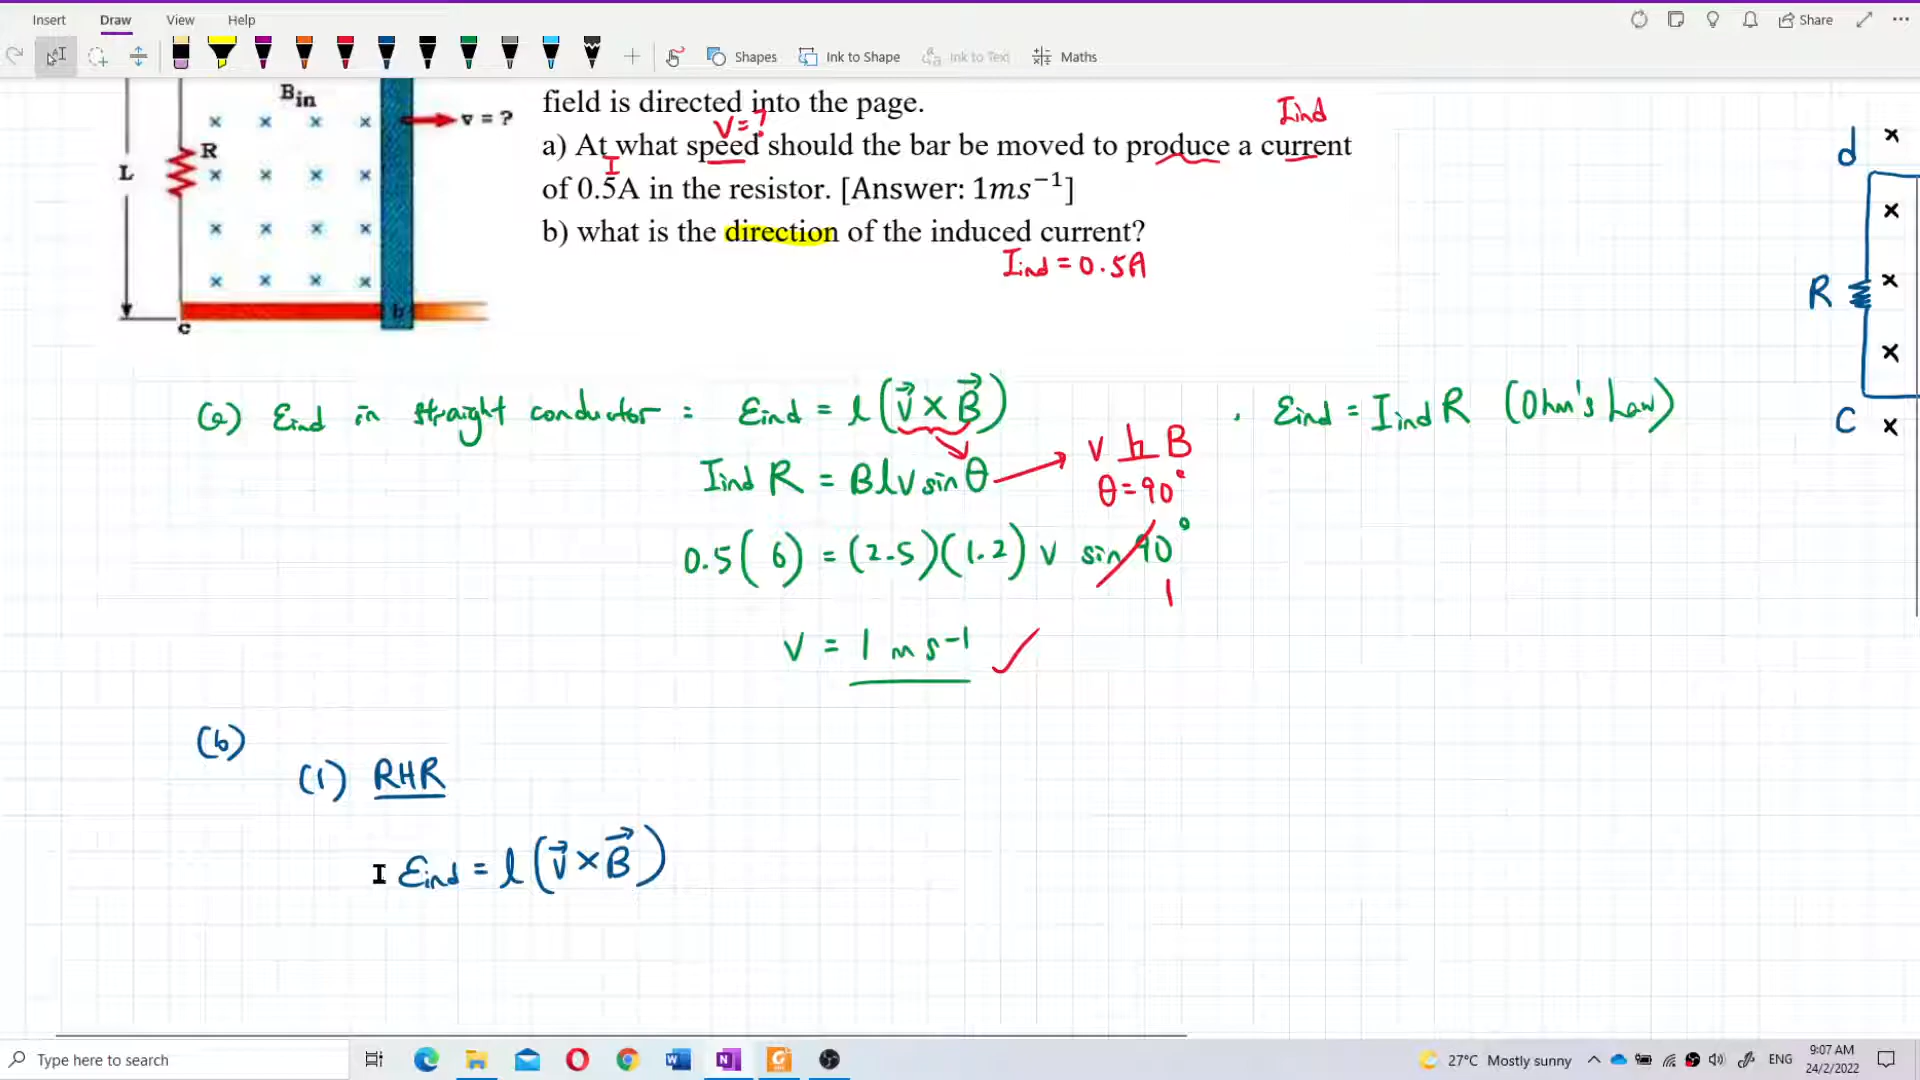 Insert Draw View Help
Share
Shapes Ink to Shape Ink to Text Maths
Bin
v = ?
R
L
c
b
field is directed into the page.
V=?
Iind
a) At what speed should the bar be moved to produce a current
I
of 0.5A in the resistor. [Answer: 1ms⁻¹]
b) what is the direction of the induced current?
Iind = 0.5A
d
R
C
(a) Eind in straight conductor : Eind = l (v⃗ × B⃗)
. Eind = Iind R (Ohm's Law)
Iind R = B l v sin θ
V ⊥ B
θ = 90°
0.5 ( 6 ) = (2.5)(1.2) v sin 90°
1
V = 1 m s⁻¹ ✓
(b)
(1) RHR
Eind = l (v⃗ × B⃗)
Type here to search
27°C Mostly sunny
ENG
9:07 AM
24/2/2022